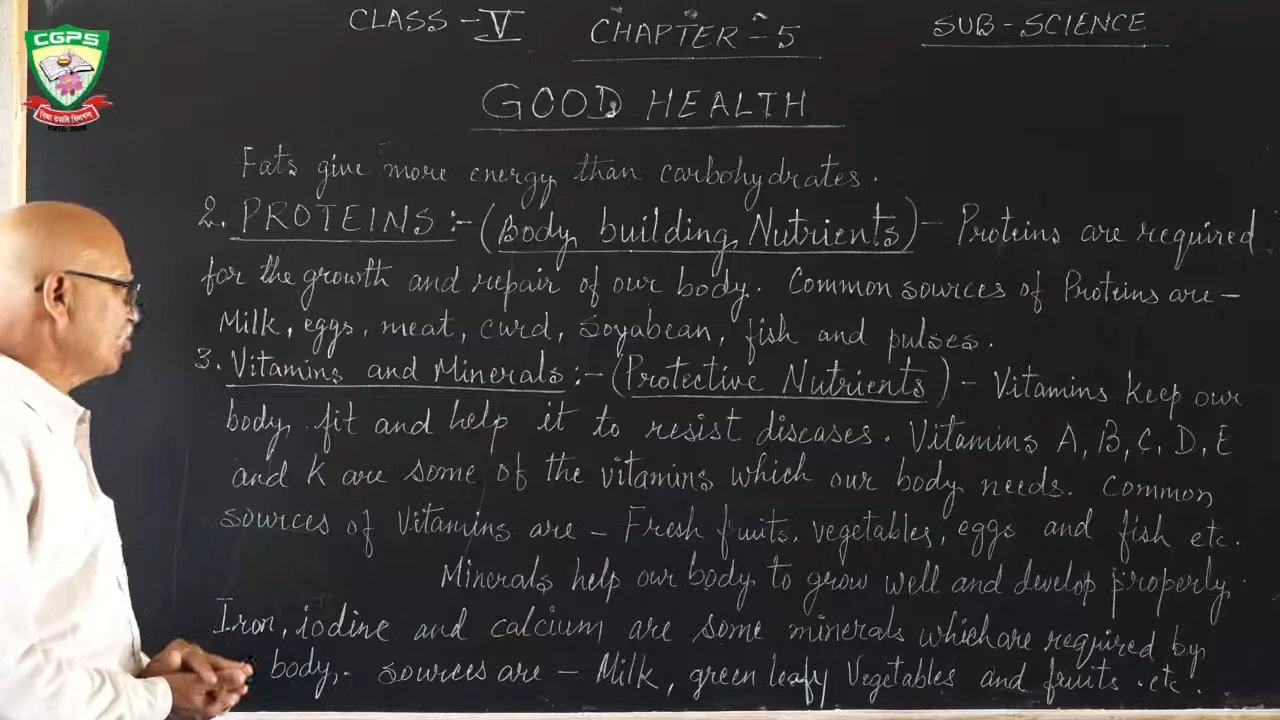 CGPS
CLASS - V CHAPTER - 5 SUB - SCIENCE
GOOD HEALTH
Fats give more energy than carbohydrates.
2. PROTEINS :- (Body building Nutrients) - Proteins are required
for the growth and repair of our body. Common sources of Proteins are -
Milk, eggs, meat, curd, Soyabean, fish and pulses.
3. Vitamins and Minerals :- (Protective Nutrients) - Vitamins keep our
body fit and help it to resist diseases. Vitamins A, B, C, D, E
and K are some of the vitamins which our body needs. Common
sources of Vitamins are - Fresh fruits, vegetables, eggs and fish etc.
Minerals help our body to grow well and develop properly.
Iron, iodine and calcium are some minerals which are required by
body. sources are - Milk, green leafy Vegetables and fruits etc.